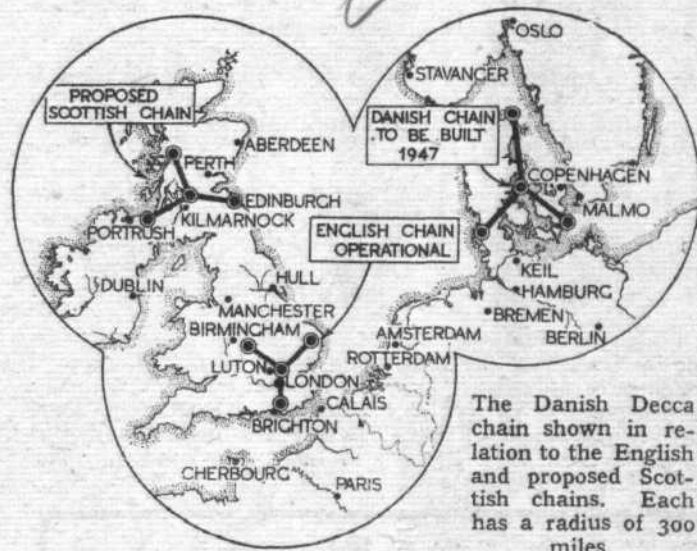 OSLO
STAVANGER
PROPOSED
SCOTTISH CHAIN
ABERDEEN
PERTH
EDINBURGH
KILMARNOCK
PORTRUSH
DANISH CHAIN
TO BE BUILT
1947
COPENHAGEN
MALMO
ENGLISH CHAIN
OPERATIONAL
KEIL
HAMBURG
BREMEN
BERLIN
DUBLIN
HULL
MANCHESTER
BIRMINGHAM
LUTON
LONDON
BRIGHTON
AMSTERDAM
ROTTERDAM
CALAIS
CHERBOURG
PARIS
The Danish Decca
chain shown in re-
lation to the English
and proposed Scot-
tish chains. Each
has a radius of 300
miles